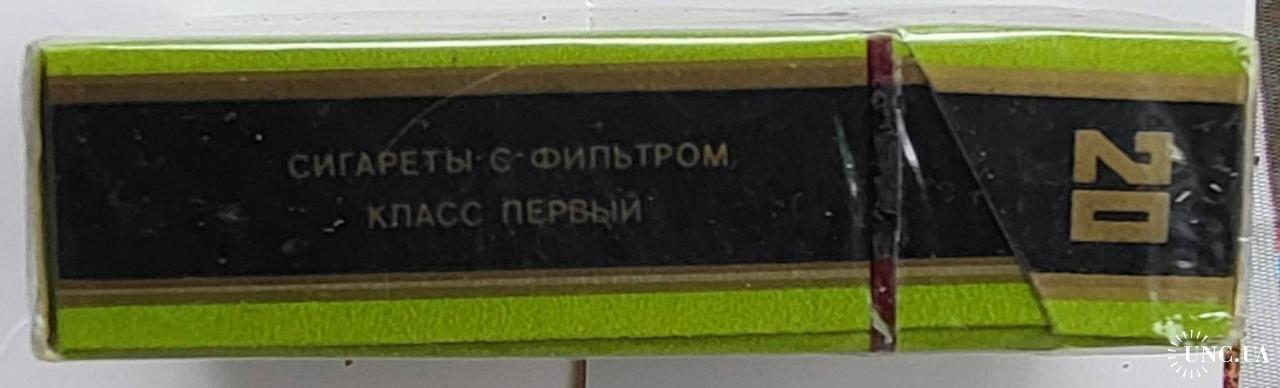 СИГАРЕТЫ С ФИЛЬТРОМ
КЛАСС ПЕРВЫЙ
20
UNC.UA